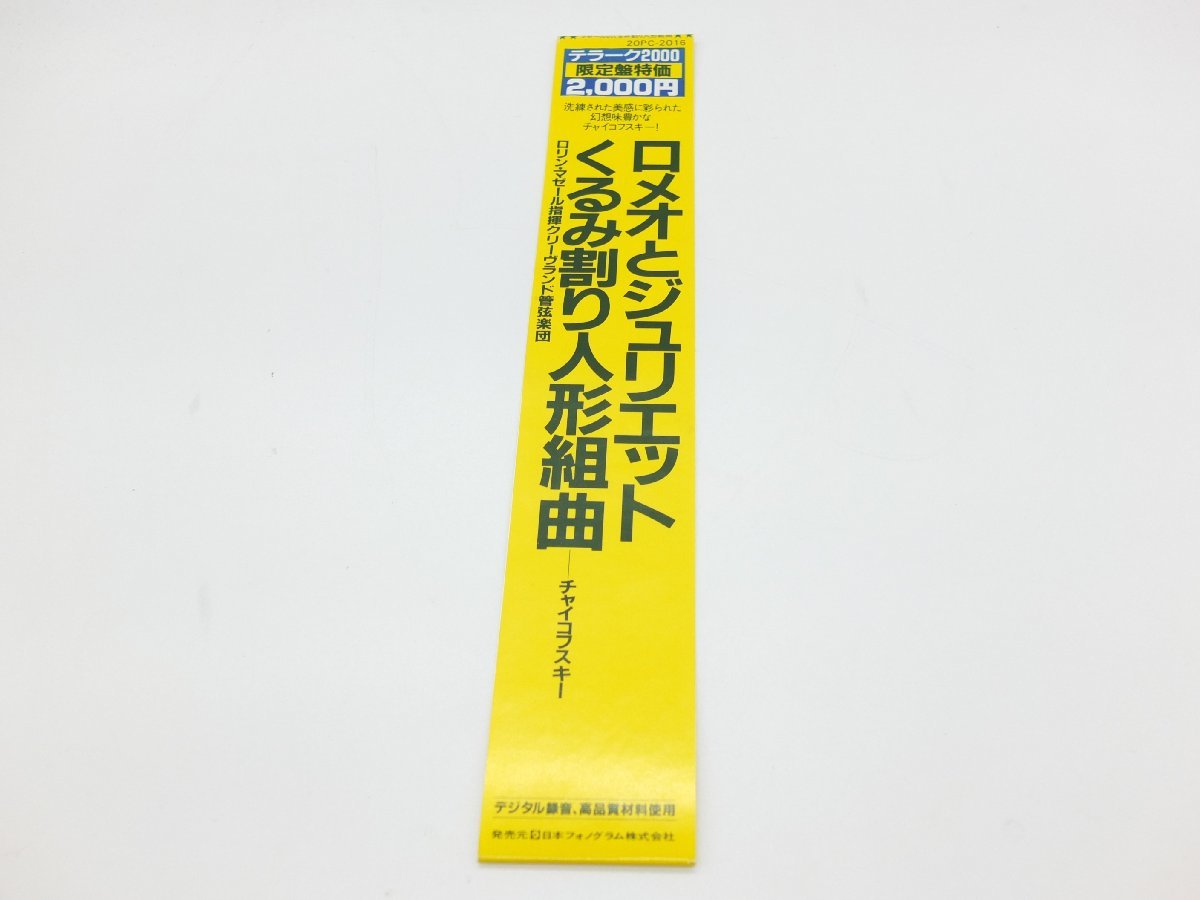 20PC-2016
テラーク2000
限定盤特価
2,000円
洗練された美感に彩られた
幻想味豊かな
チャイコフスキー!
ロメオとジュリエット
くるみ割り人形組曲——チャイコフスキー
ロリン・マゼール指揮クリーヴランド管弦楽団
デジタル録音、高品質材料使用
発売元 日本フォノグラム株式会社